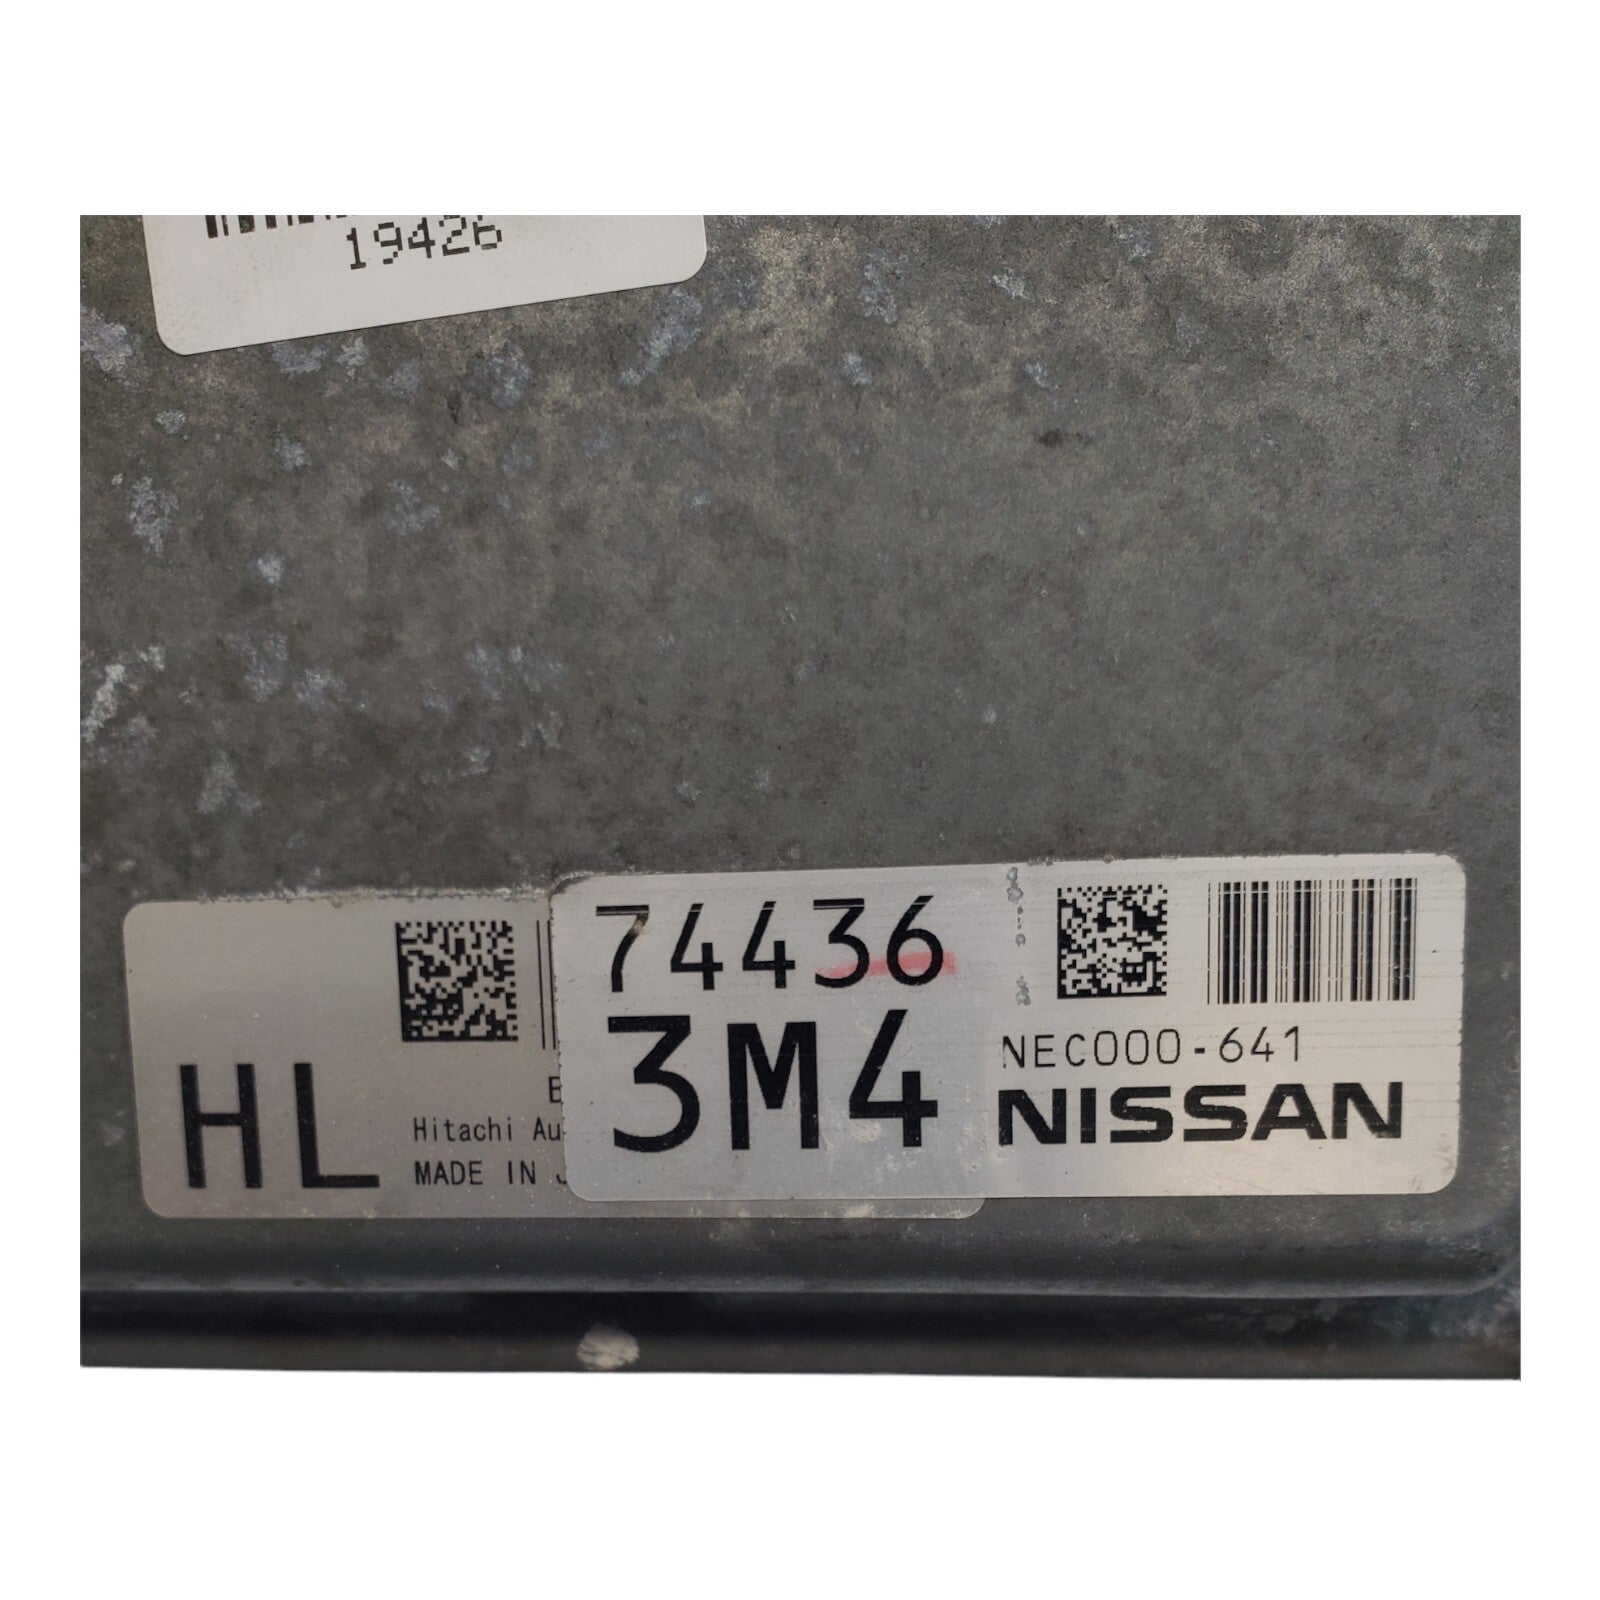 19426
74436
3M4
NEC000-641
NISSAN
HL
Hitachi
MADE IN